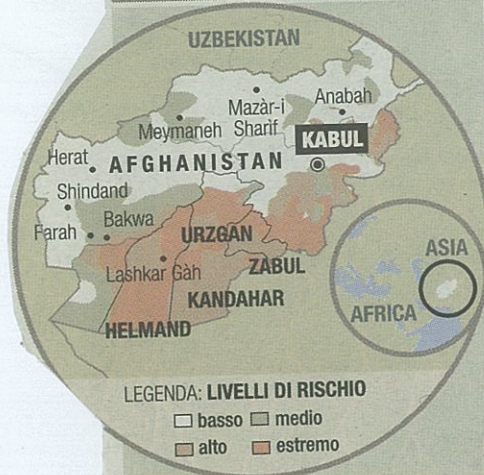 UZBEKISTAN
Mazàr-i
Sharìf
Anabah
Meymaneh
KABUL
Herat
AFGHANISTAN
Shindand
Farah
Bakwa
URZGAN
Lashkar Gàh
ZABUL
KANDAHAR
HELMAND
ASIA
AFRICA
LEGENDA: LIVELLI DI RISCHIO
basso medio
alto estremo